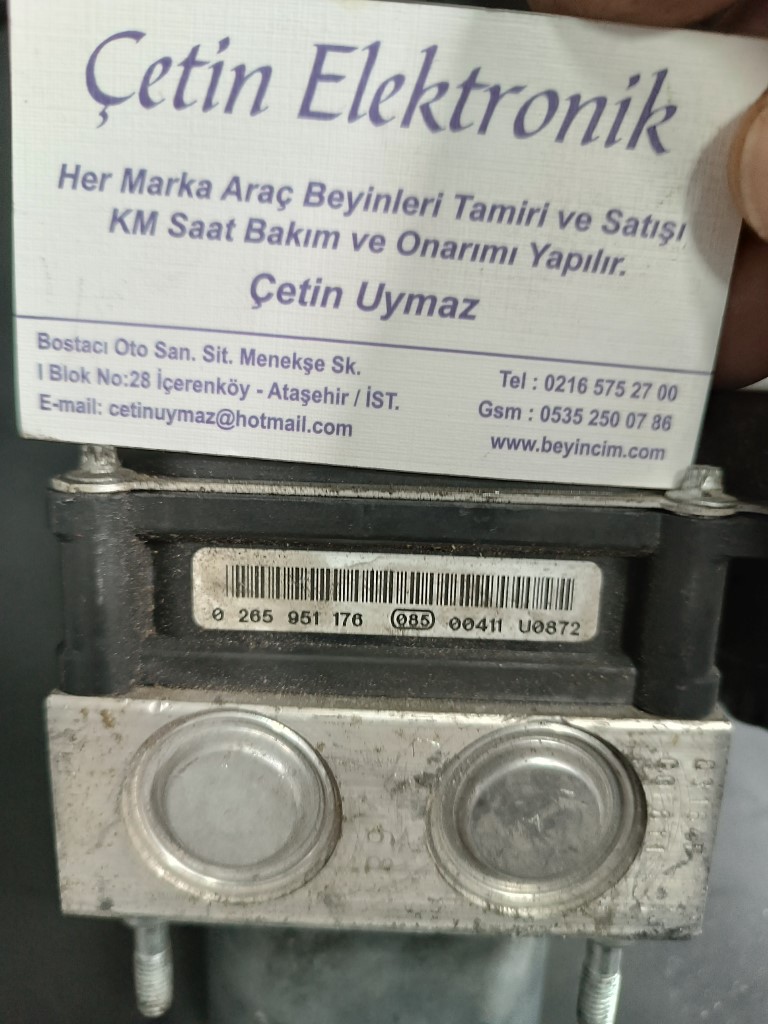 Çetin Elektronik
Her Marka Araç Beyinleri Tamiri ve Satışı
KM Saat Bakım ve Onarımı Yapılır.
Çetin Uymaz
Bostacı Oto San. Sit. Menekşe Sk.
I Blok No:28 İçerenköy - Ataşehir / İST.
E-mail: cetinuymaz@hotmail.com
Tel : 0216 575 27 00
Gsm : 0535 250 07 86
www.beyincim.com
0 265 951 176 085 00411 U0872